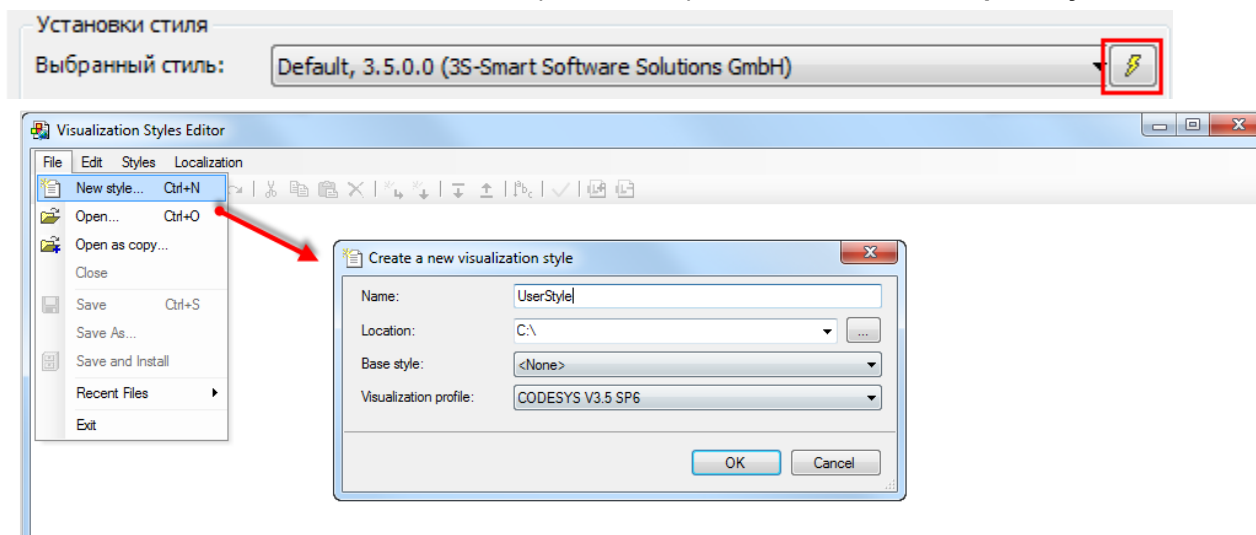 Установки стиля
Выбранный стиль: Default, 3.5.0.0 (3S-Smart Software Solutions GmbH)
Visualization Styles Editor
File Edit Styles Localization
New style... Ctrl+N
Open... Ctrl+O
Open as copy...
Close
Save Ctrl+S
Save As...
Save and Install
Recent Files
Exit
Create a new visualization style
Name: UserStyle
Location: C:\ ...
Base style: <None>
Visualization profile: CODESYS V3.5 SP6
OK Cancel